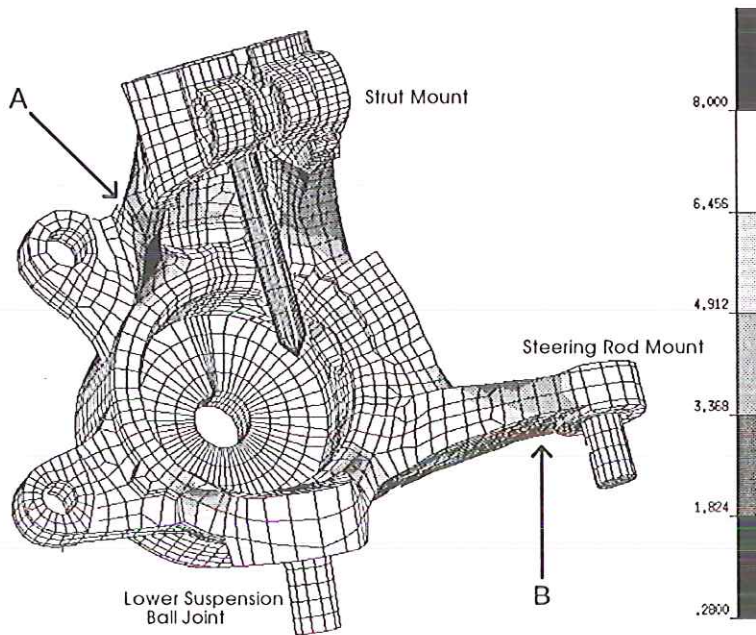 A
Strut Mount
8,000
6,456
4,912
Steering Rod Mount
3,368
1,824
B
Lower Suspension
Ball Joint
.2800